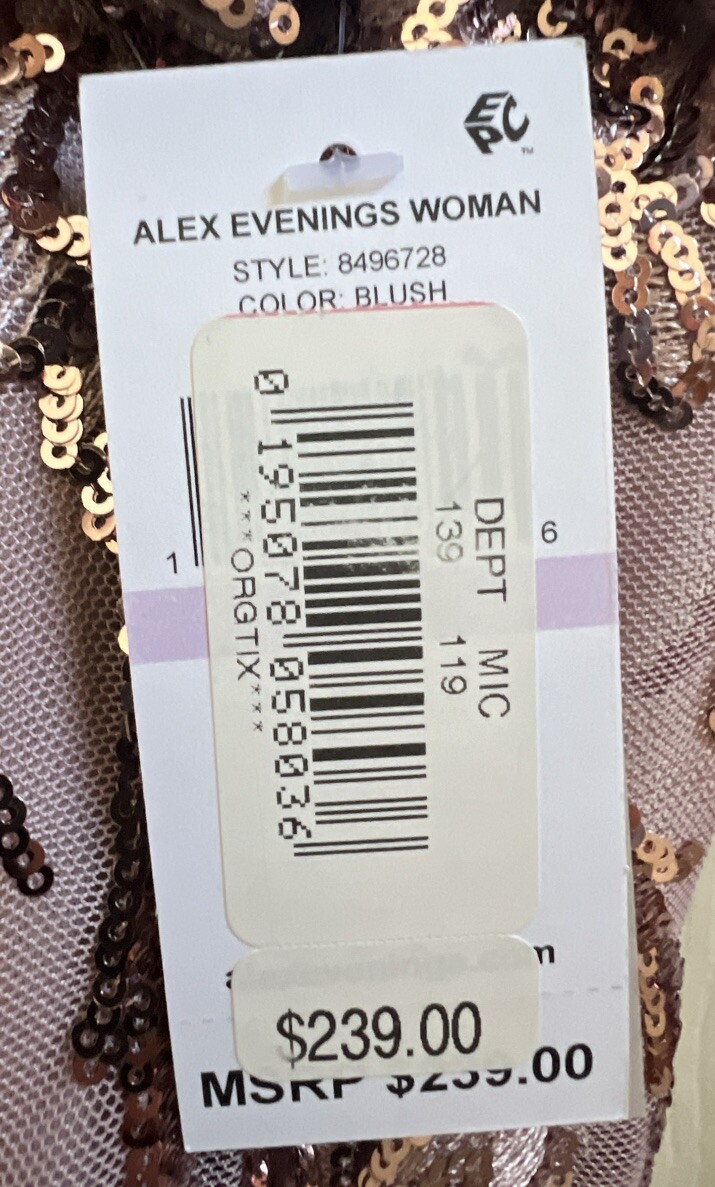 EPC
TM
ALEX EVENINGS WOMAN
STYLE: 8496728
COLOR: BLUSH
DEPT MIC
139 119
0 195078 058036
***ORGTIX***
1
6
m
$239.00
MSRP $239.00